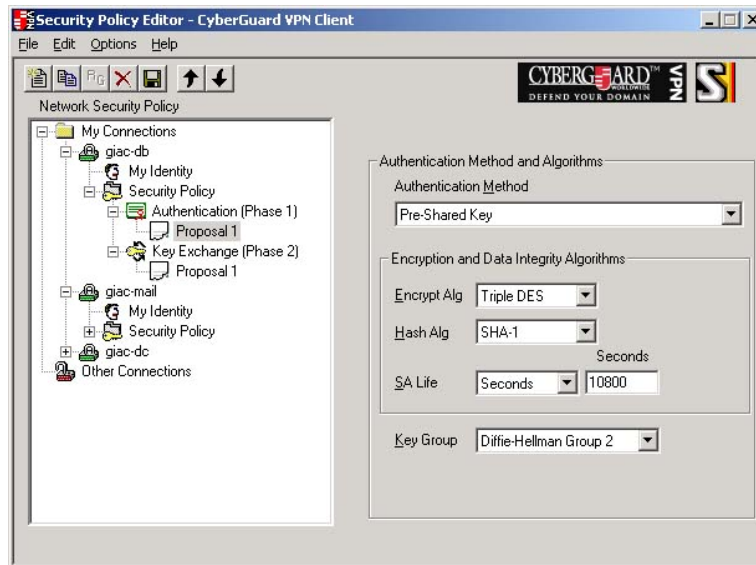 Security Policy Editor - CyberGuard VPN Client
File Edit Options Help
CYBERGUARD™ VPN
WORLDWIDE
DEFEND YOUR DOMAIN
Network Security Policy
My Connections
giac-db
My Identity
Security Policy
Authentication (Phase 1)
Proposal 1
Key Exchange (Phase 2)
Proposal 1
giac-mail
My Identity
Security Policy
giac-dc
Other Connections
Authentication Method and Algorithms
Authentication Method
Pre-Shared Key
Encryption and Data Integrity Algorithms
Encrypt Alg Triple DES
Hash Alg SHA-1
Seconds
SA Life Seconds 10800
Key Group Diffie-Hellman Group 2